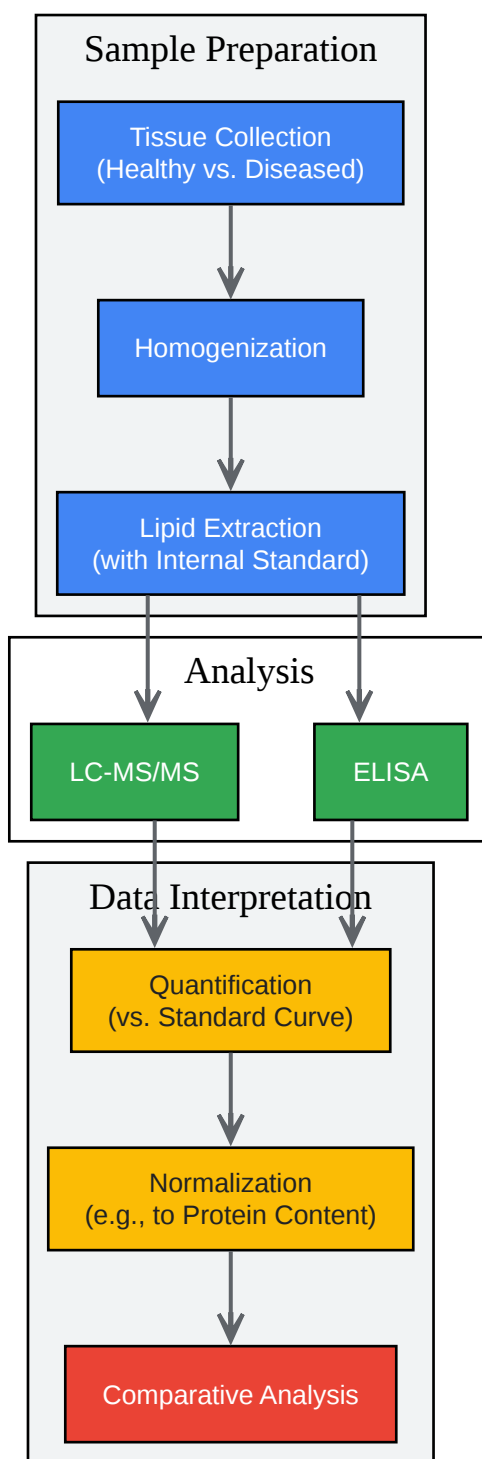 Sample Preparation
Tissue Collection
(Healthy vs. Diseased)
Homogenization
Lipid Extraction
(with Internal Standard)
Analysis
LC-MS/MS
ELISA
Data Interpretation
Quantification
(vs. Standard Curve)
Normalization
(e.g., to Protein Content)
Comparative Analysis